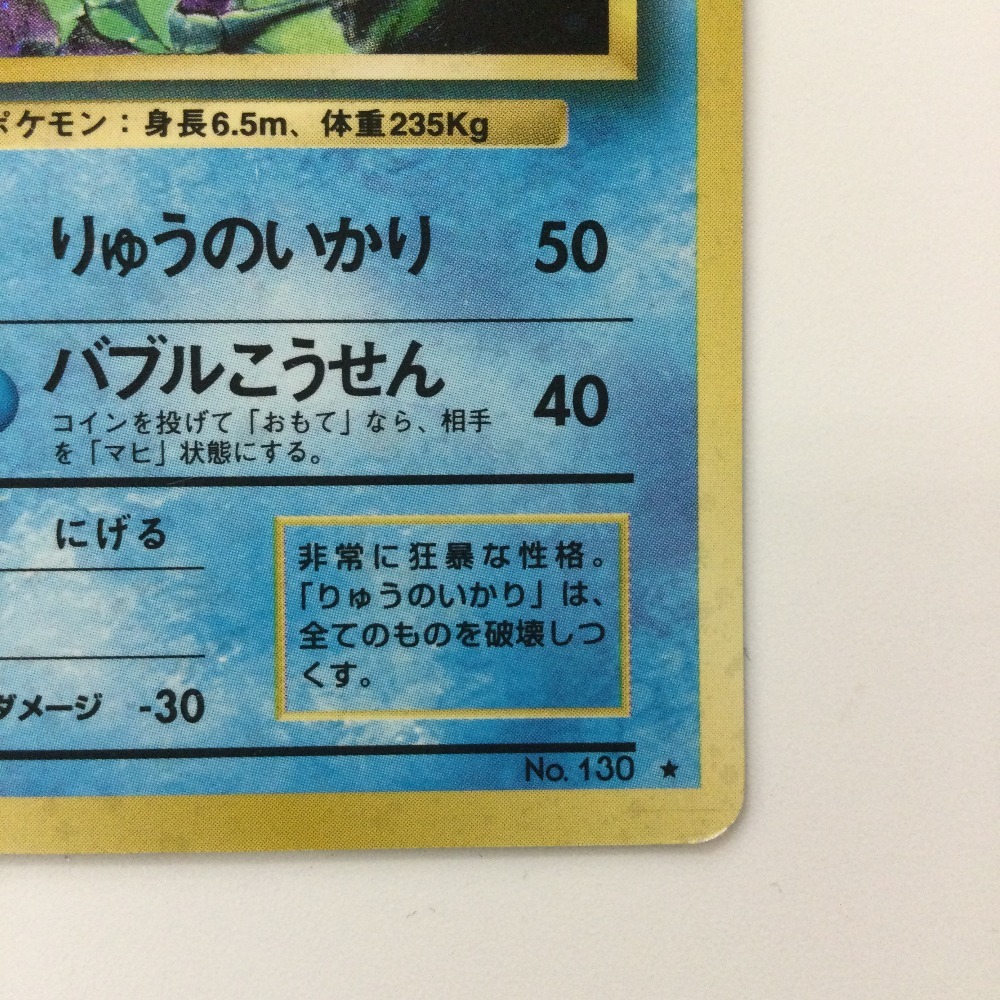 ポケモン：身長6.5m、体重235Kg
りゅうのいかり 50
バブルこうせん 40
コインを投げて「おもて」なら、相手
を「マヒ」状態にする。
にげる
非常に狂暴な性格。
「りゅうのいかり」は、
全てのものを破壊しつ
くす。
ダメージ -30
No. 130 ★